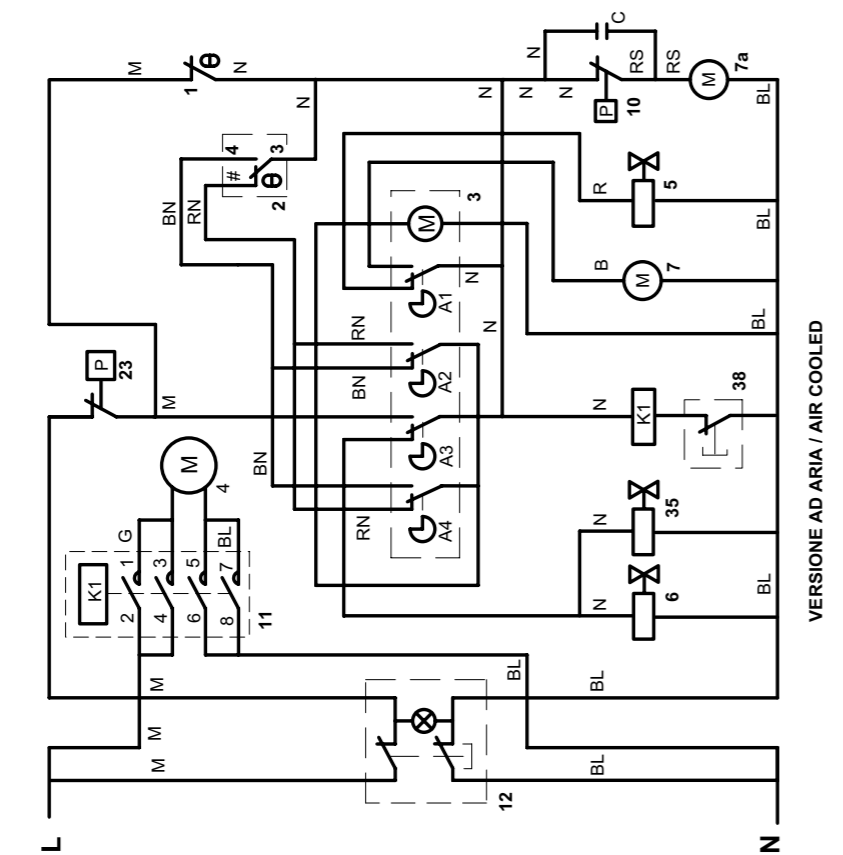 L
K1
2 1
4 3
6 5
8 7
11
G
BL
M
4
P
23
M
M
M
M
M
1 θ
N
N
BN
RN
# 4
θ 3
2
BN
RN
RN
BN
A4
A3
A2
A1
M
3
N
N
12
BL
N
N
N
BL
BL
N
N
N
B
R
N
C
P
10
RS
RS
M
7a
6
35
K1
38
M
7
5
BL
BL
BL
BL
N
VERSIONE AD ARIA / AIR COOLED